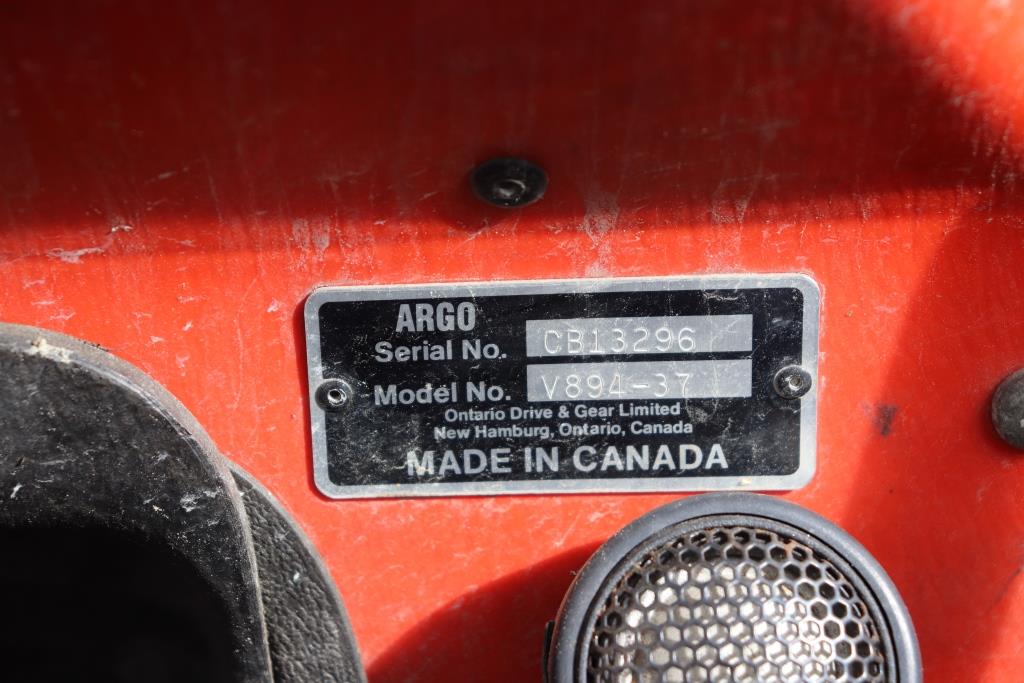 ARGO
Serial No. CB13296
Model No. V894-37
Ontario Drive & Gear Limited
New Hamburg, Ontario, Canada
MADE IN CANADA